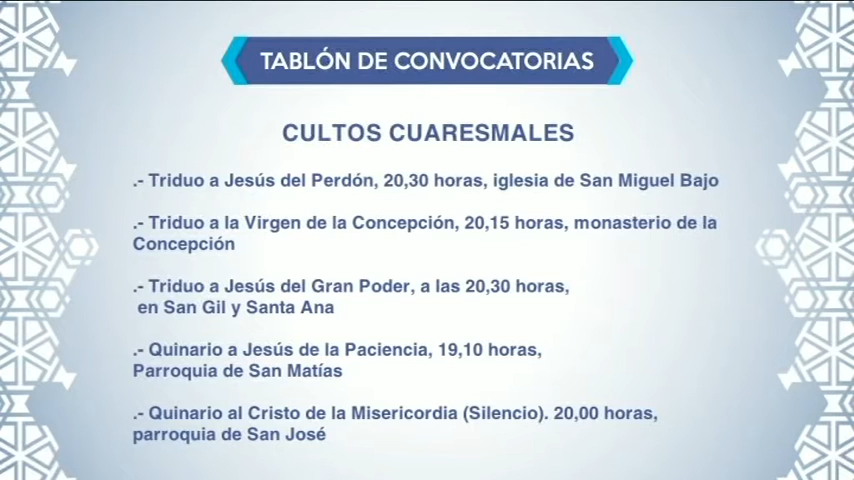 TABLÓN DE CONVOCATORIAS
CULTOS CUARESMALES
.- Triduo a Jesús del Perdón, 20,30 horas, iglesia de San Miguel Bajo
.- Triduo a la Virgen de la Concepción, 20,15 horas, monasterio de la
Concepción
.- Triduo a Jesús del Gran Poder, a las 20,30 horas,
en San Gil y Santa Ana
.- Quinario a Jesús de la Paciencia, 19,10 horas,
Parroquia de San Matías
.- Quinario al Cristo de la Misericordia (Silencio). 20,00 horas,
parroquia de San José